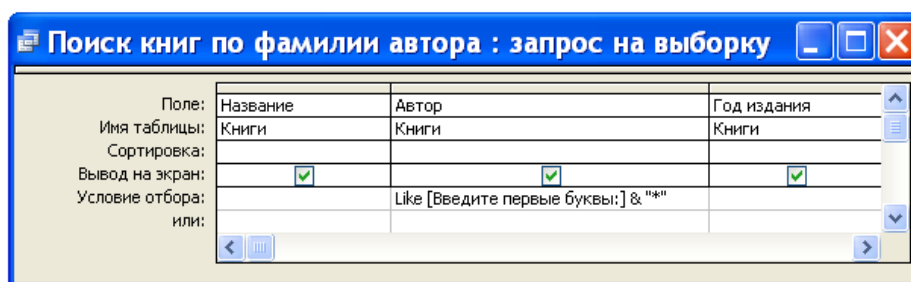 Поиск книг по фамилии автора : запрос на выборку
Поле: Название Автор Год издания
Имя таблицы: Книги Книги Книги
Сортировка:
Вывод на экран:
Условие отбора: Like [Введите первые буквы:] & "*"
или: